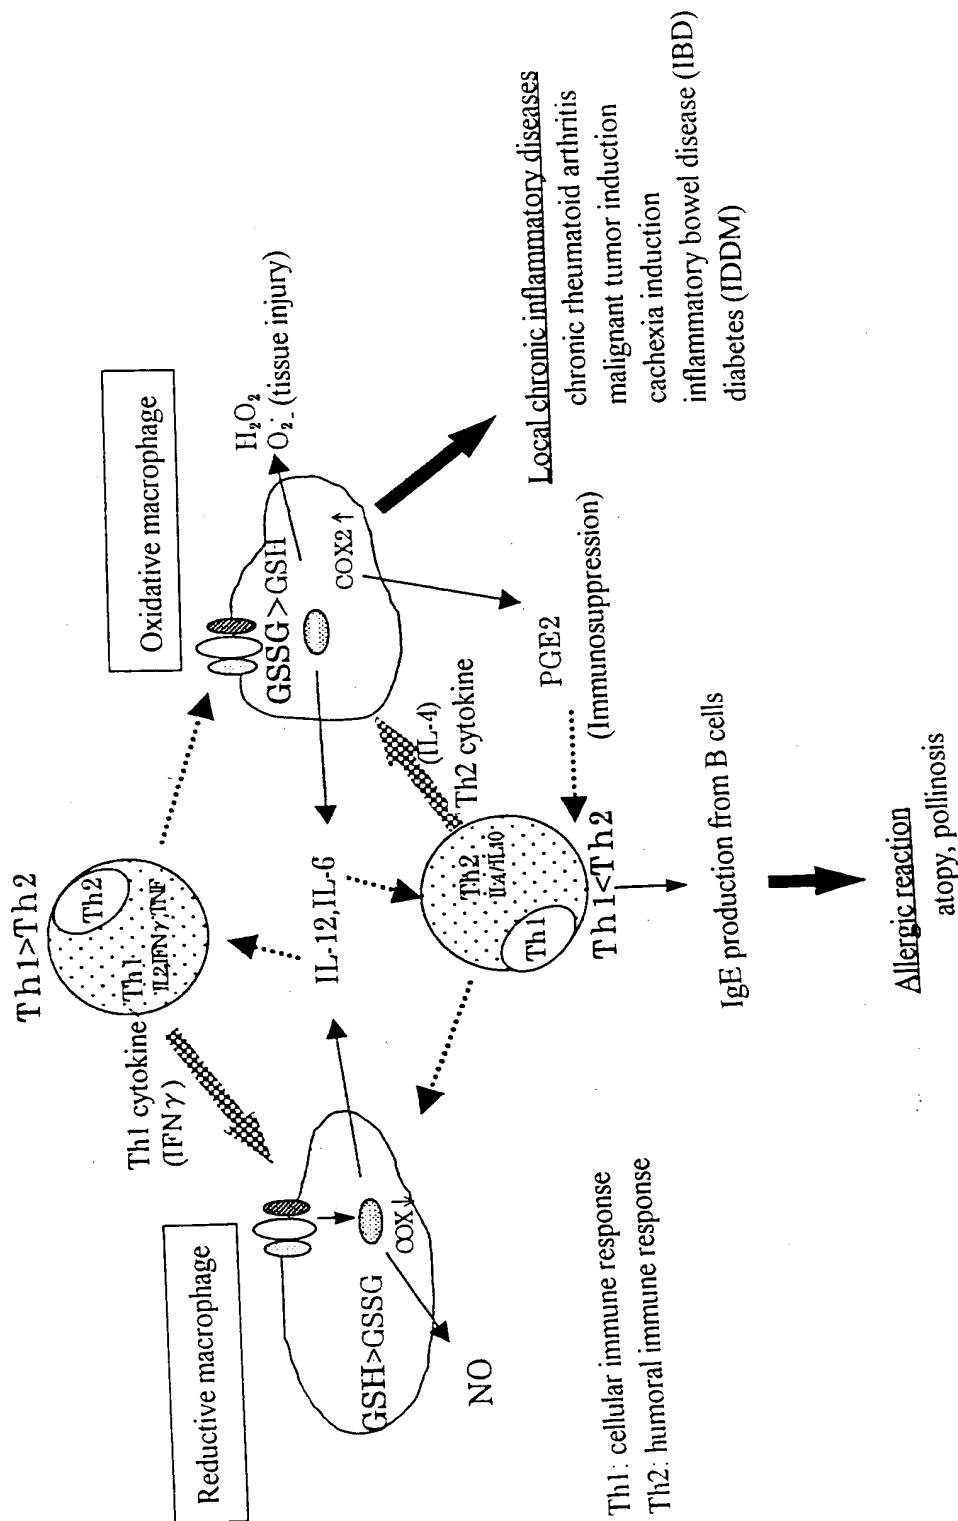 Reductive macrophage
Oxidative macrophage
Th1>Th2
Th2
Th1
IL2,IFNγ,TNF
Th1 cytokine
(IFNγ)
GSH>GSSG
COX↓
NO
IL-12,IL-6
GSSG>GSH
COX2↑
H₂O₂
O₂⁻ (tissue injury)
(IL-4)
Th2 cytokine
Th2
IL4/IL10
Th1
Th1<Th2
PGE2
(Immunosuppression)
IgE production from B cells
Allergic reaction
atopy, pollinosis
Local chronic inflammatory diseases
chronic rheumatoid arthritis
malignant tumor induction
cachexia induction
inflammatory bowel disease (IBD)
diabetes (IDDM)
Th1: cellular immune response
Th2: humoral immune response